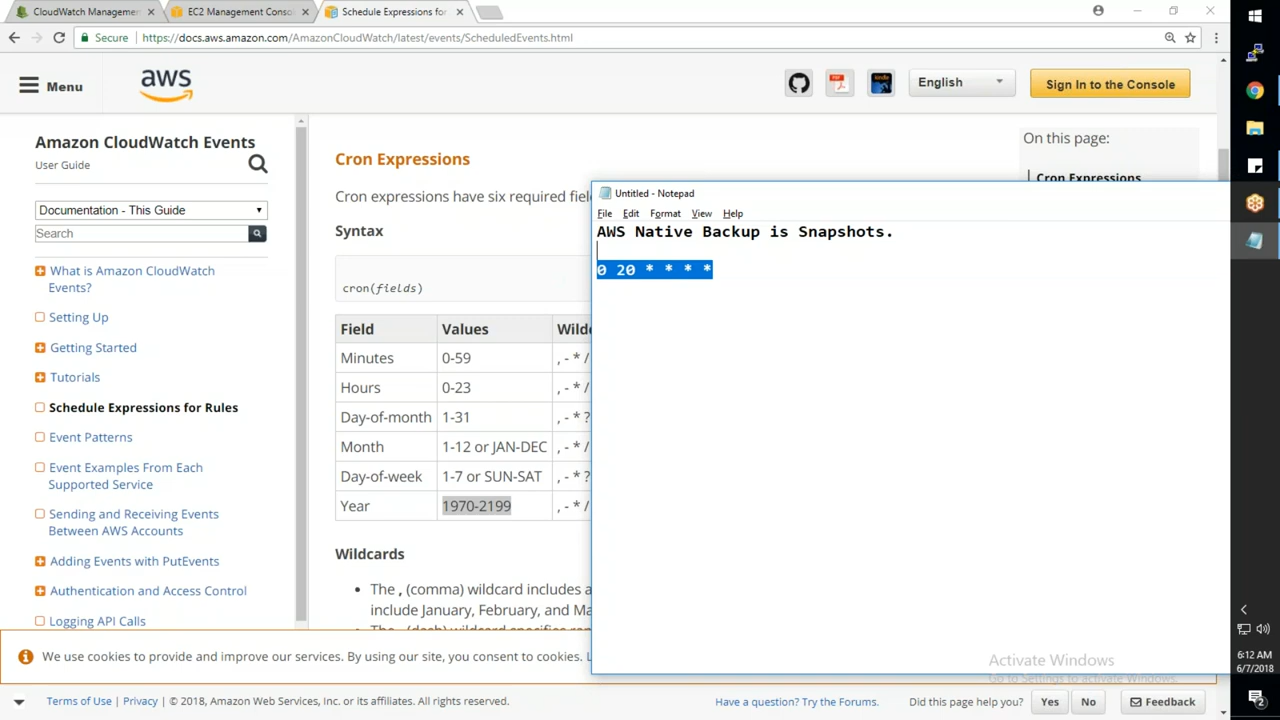 CloudWatch Managemen
EC2 Management Conso
Schedule Expressions for
Secure
https://docs.aws.amazon.com/AmazonCloudWatch/latest/events/ScheduledEvents.html
Menu
aws
PDF
kindle
English
Sign In to the Console
Amazon CloudWatch Events
User Guide
Documentation - This Guide
Search
What is Amazon CloudWatch
Events?
Setting Up
Getting Started
Tutorials
Schedule Expressions for Rules
Event Patterns
Event Examples From Each
Supported Service
Sending and Receiving Events
Between AWS Accounts
Adding Events with PutEvents
Authentication and Access Control
Logging API Calls
Cron Expressions
Cron expressions have six required fiel
Syntax
cron(fields)
Field Values Wild
Minutes 0-59 , - * /
Hours 0-23 , - * /
Day-of-month 1-31 , - * ?
Month 1-12 or JAN-DEC , - * /
Day-of-week 1-7 or SUN-SAT , - * ?
Year 1970-2199 , - * /
Wildcards
The , (comma) wildcard includes a
include January, February, and Ma
On this page:
Cron Expressions
Untitled - Notepad
File Edit Format View Help
AWS Native Backup is Snapshots.
0 20 * * * *
Activate Windows
Go to Settings to activate Windows.
We use cookies to provide and improve our services. By using our site, you consent to cookies. L
Terms of Use | Privacy | © 2018, Amazon Web Services, Inc. or its affiliates. All rights reserved.
Have a question? Try the Forums.
Did this page help you?
Yes
No
Feedback
6:12 AM
6/7/2018
2